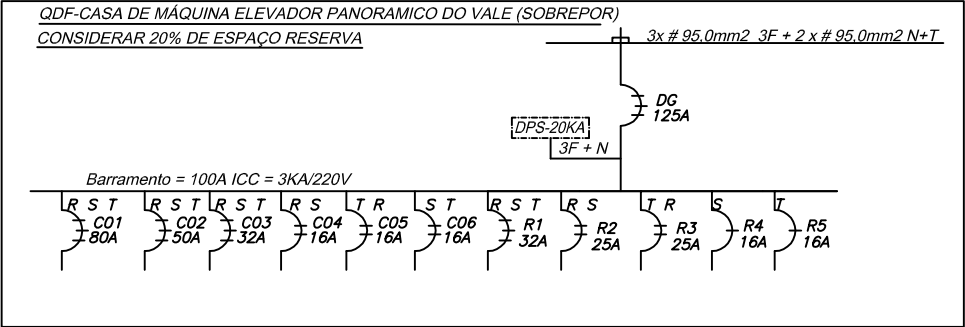 QDF-CASA DE MÁQUINA ELEVADOR PANORAMICO DO VALE (SOBREPOR)
CONSIDERAR 20% DE ESPAÇO RESERVA
3x # 95,0mm2 3F + 2 x # 95,0mm2 N+T
DG
125A
DPS-20KA
3F + N
Barramento = 100A ICC = 3KA/220V
R S T R S T R S T R S T R S T R S T R S T R S T
C01 C02 C03 C04 C05 C06 R1 R2 R3 R4 R5
80A 50A 32A 16A 16A 16A 32A 25A 25A 16A 16A